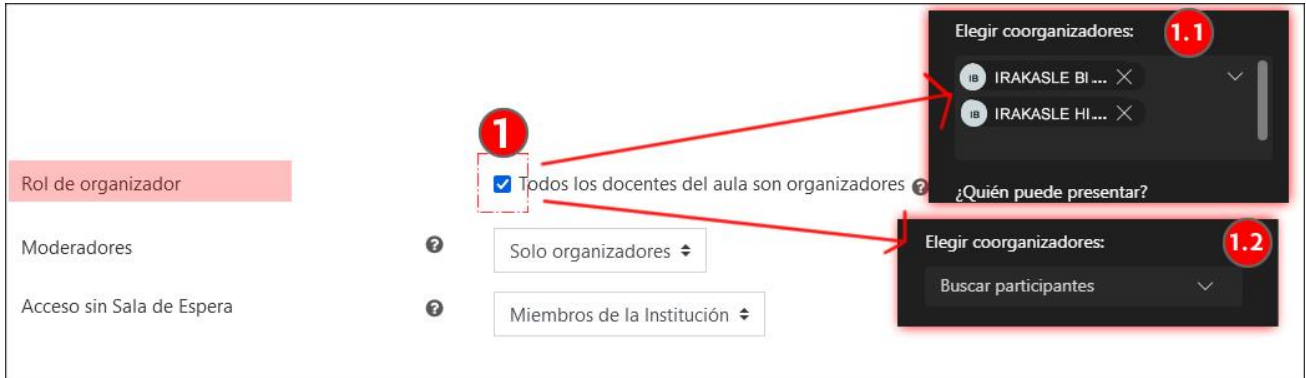 Elegir coorganizadores:
1.1
IB IRAKASLE BI....
IB IRAKASLE HI....
¿Quién puede presentar?
1
Rol de organizador
Todos los docentes del aula son organizadores
Moderadores
Solo organizadores
Acceso sin Sala de Espera
Miembros de la Institución
Elegir coorganizadores:
1.2
Buscar participantes